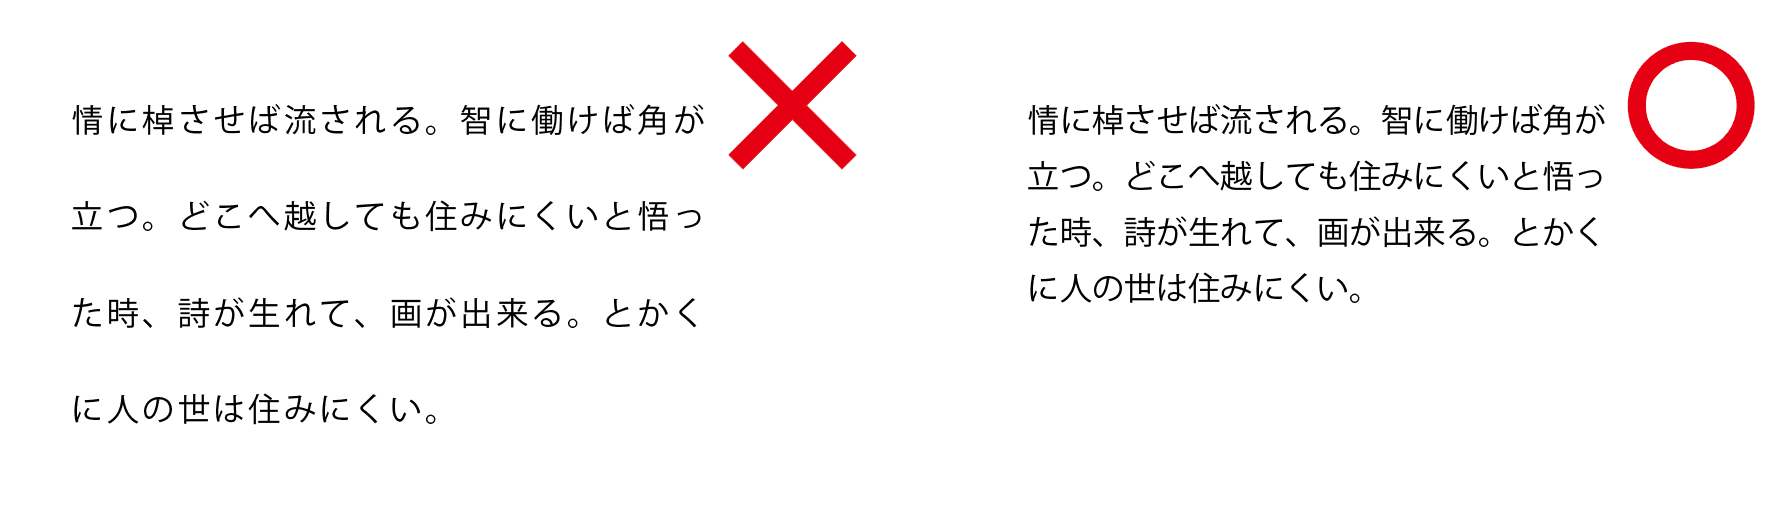 情に棹させば流される。智に働けば角が
立つ。どこへ越しても住みにくいと悟っ
た時、詩が生れて、画が出来る。とかく
に人の世は住みにくい。
情に棹させば流される。智に働けば角が
立つ。どこへ越しても住みにくいと悟っ
た時、詩が生れて、画が出来る。とかく
に人の世は住みにくい。